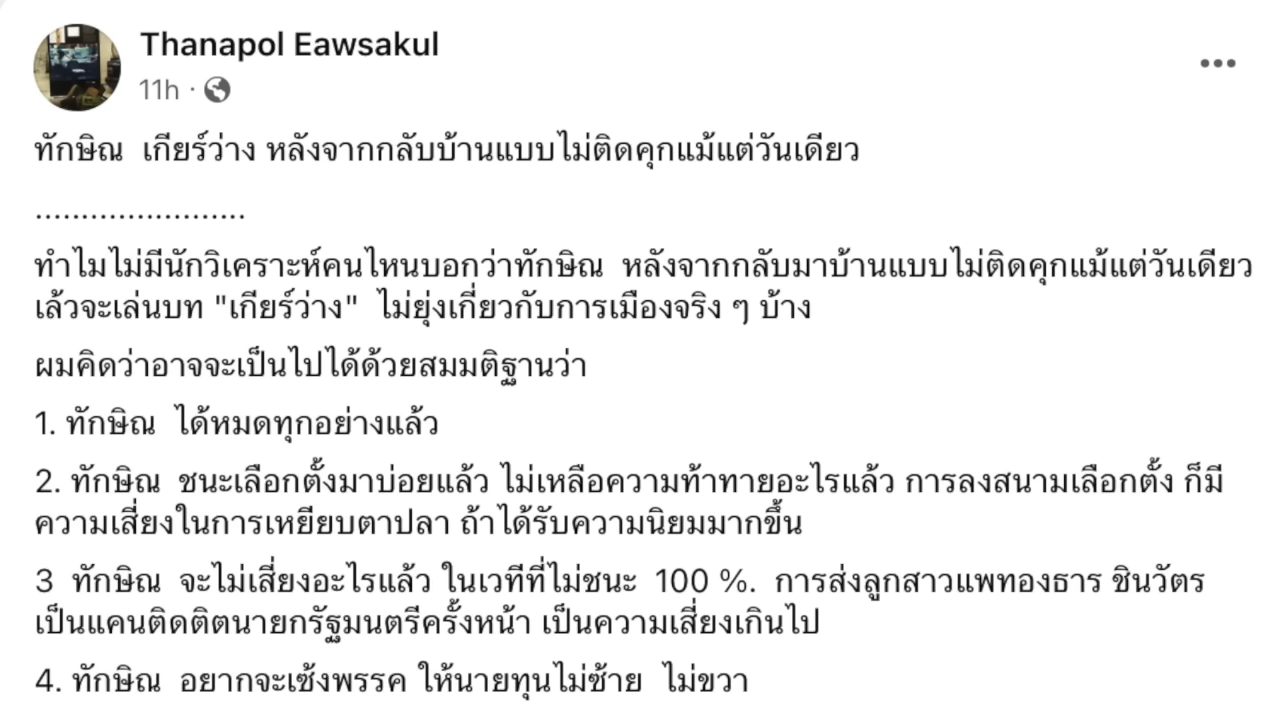 Thanapol Eawsakul
11h ·
ทักษิณ เกียร์ว่าง หลังจากกลับบ้านแบบไม่ติดคุกแม้แต่วันเดียว
.......................
ทำไมไม่มีนักวิเคราะห์คนไหนบอกว่าทักษิณ หลังจากกลับมาบ้านแบบไม่ติดคุกแม้แต่วันเดียว
เล้วจะเล่นบท "เกียร์ว่าง" ไม่ยุ่งเกี่ยวกับการเมืองจริง ๆ บ้าง
ผมคิดว่าอาจจะเป็นไปได้ด้วยสมมติฐานว่า
1. ทักษิณ ได้หมดทุกอย่างแล้ว
2. ทักษิณ ชนะเลือกตั้งมาบ่อยแล้ว ไม่เหลือความท้าทายอะไรแล้ว การลงสนามเลือกตั้ง ก็มี
ความเสี่ยงในการเหยียบตาปลา ถ้าได้รับความนิยมมากขึ้น
3 ทักษิณ จะไม่เสี่ยงอะไรแล้ว ในเวทีที่ไม่ชนะ 100 %. การส่งลูกสาวแพทองธาร ชินวัตร
เป็นแคนติดติตนายกรัฐมนตรีครั้งหน้า เป็นความเสี่ยงเกินไป
4. ทักษิณ อยากจะเซ้งพรรค ให้นายทุนไม่ซ้าย ไม่ขวา